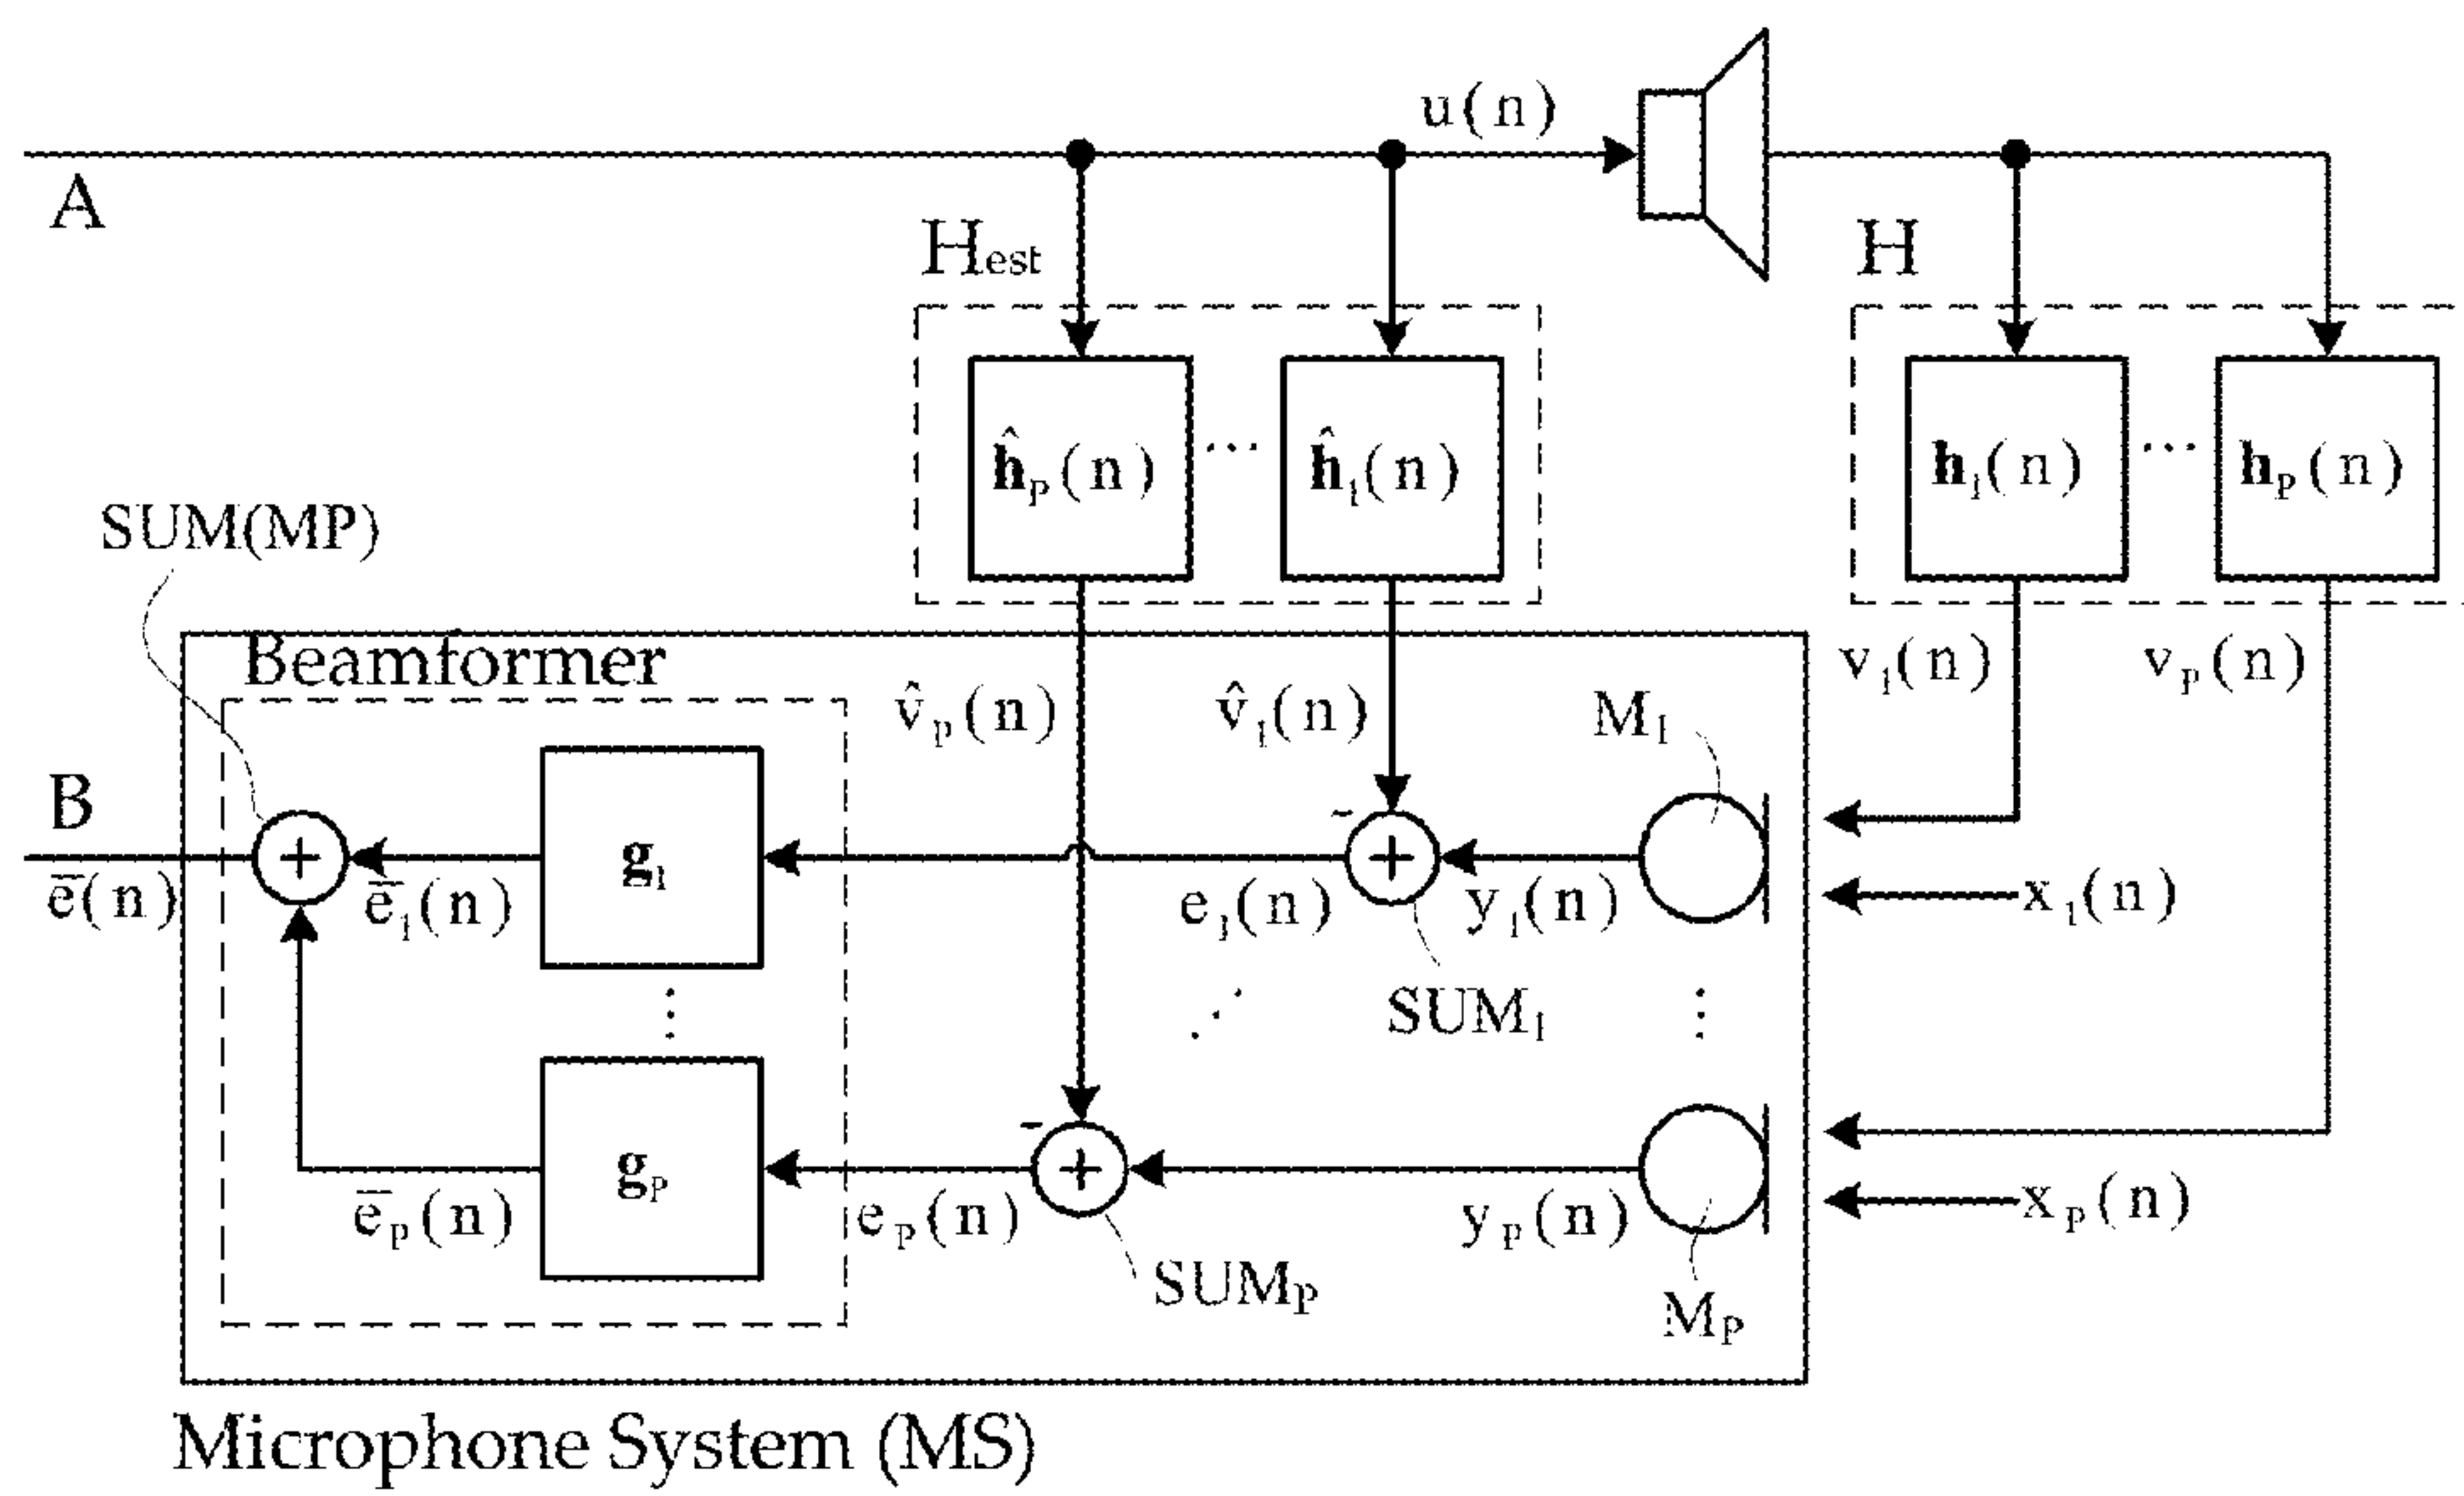 u(n)
A
Hest
H
ĥP(n) ... ĥ1(n)
h1(n) ... hP(n)
SUM(MP)
Beamformer
v̂P(n)
v̂1(n)
M1
v1(n)
vP(n)
B
-
+
g1
+
ē(n)
ē1(n)
e1(n)
y1(n)
x1(n)
SUM1
-
gP
+
ēP(n)
eP(n)
yP(n)
xP(n)
SUMP
MP
Microphone System (MS)